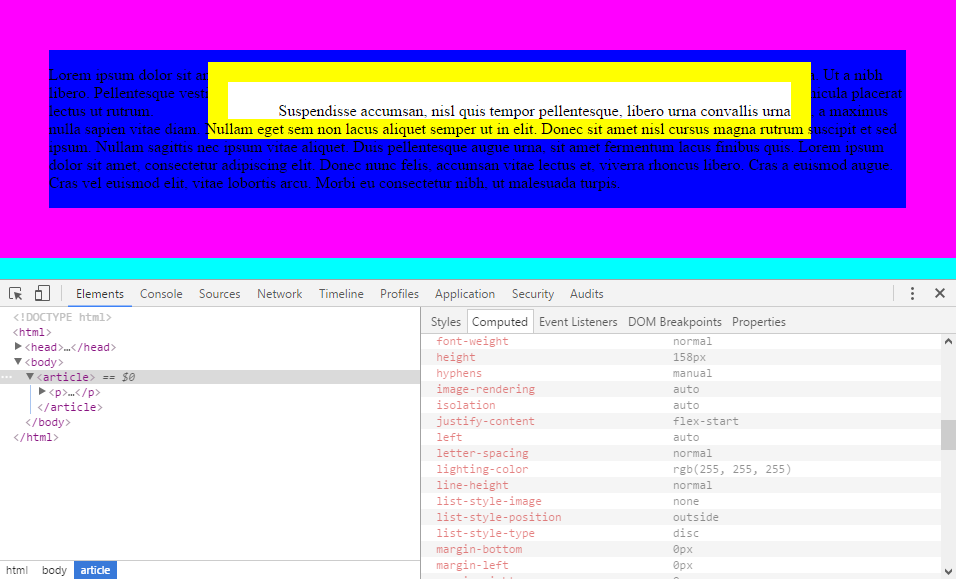 Lorem ipsum dolor sit am. Ut a nibh
libero. Pellentesque vestincula placerat
lectus ut rutrum Suspendisse accumsan, nisl quis tempor pellentesque, libero urna convallis urna a maximus
nulla sapien vitae diam. Nullam eget sem non lacus aliquet semper ut in elit. Donec sit amet nisl cursus magna rutrum suscipit et sed
ipsum. Nullam sagittis nec ipsum vitae aliquet. Duis pellentesque augue urna, sit amet fermentum lacus finibus quis. Lorem ipsum
dolor sit amet, consectetur adipiscing elit. Donec nunc felis, accumsan vitae lectus et, viverra rhoncus libero. Cras a euismod augue.
Cras vel euismod elit, vitae lobortis arcu. Morbi eu consectetur nibh, ut malesuada turpis.
Elements Console Sources Network Timeline Profiles Application Security Audits
<!DOCTYPE html>
<html>
<head>…</head>
<body>
<article> == $0
<p>…</p>
</article>
</body>
</html>
html body article
Styles Computed Event Listeners DOM Breakpoints Properties
font-weight normal
height 158px
hyphens manual
image-rendering auto
isolation auto
justify-content flex-start
left auto
letter-spacing normal
lighting-color rgb(255, 255, 255)
line-height normal
list-style-image none
list-style-position outside
list-style-type disc
margin-bottom 0px
margin-left 0px